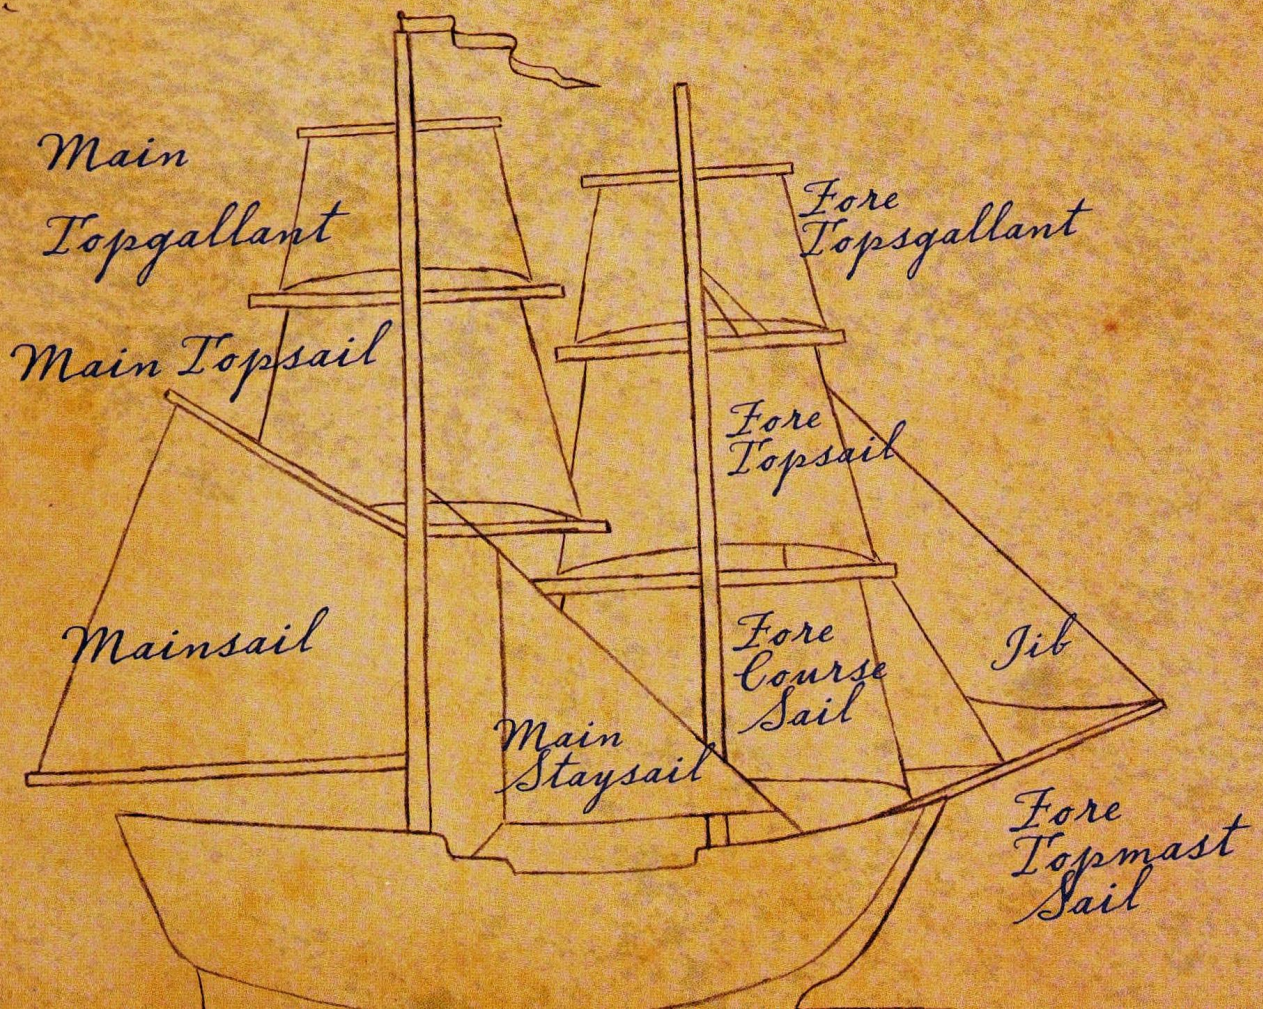 Main
Topgallant
Fore
Topsgallant
Main Topsail
Fore
Topsail
Mainsail
Fore
Course
Sail
Jib
Main
Staysail
Fore
Topmast
Sail